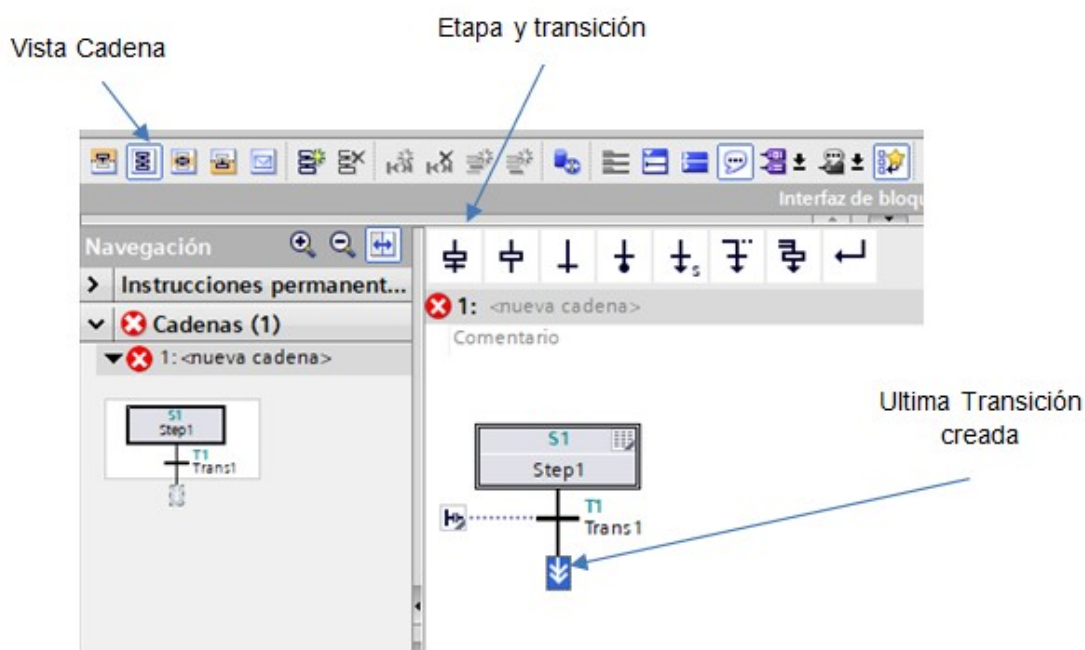 Vista Cadena
Etapa y transición
Interfaz de bloqu
Navegación
Instrucciones permanent...
Cadenas (1)
1: <nueva cadena>
S1
Step1
T1
Trans1
s
1: <nueva cadena>
Comentario
S1
Step1
T1
Trans1
Ultima Transición
creada